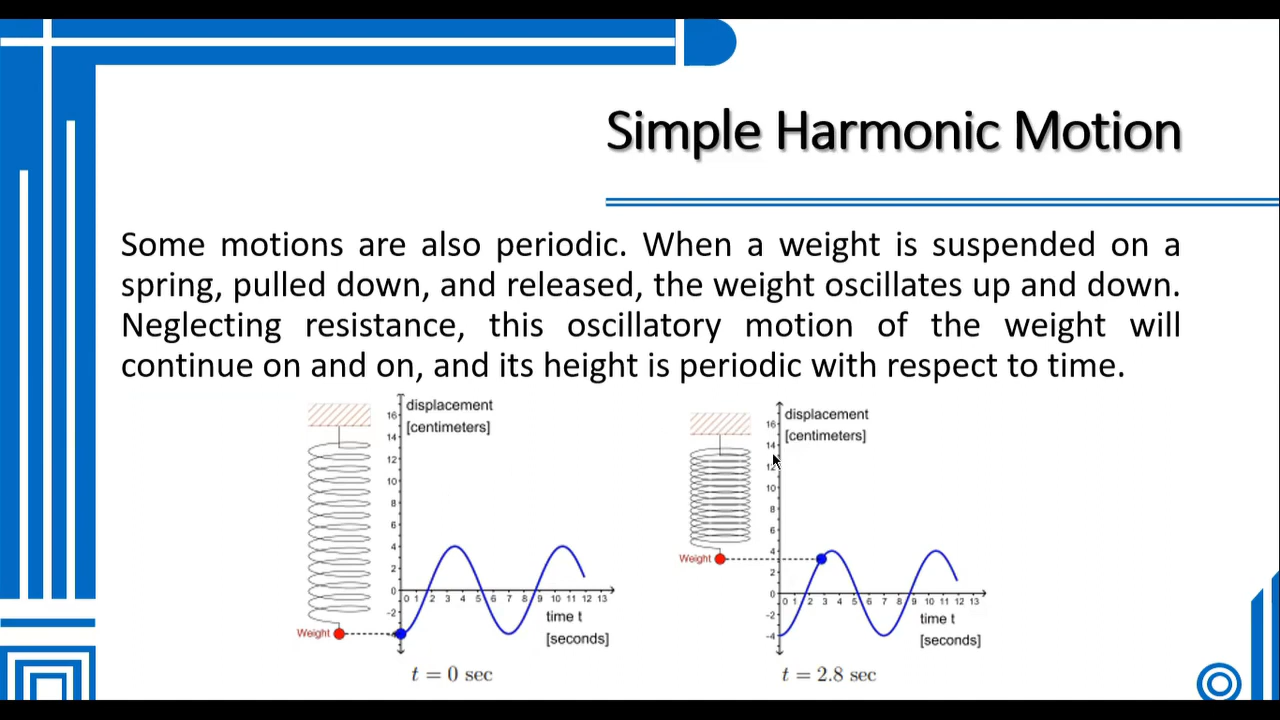 Simple Harmonic Motion
Some motions are also periodic. When a weight is suspended on a
spring, pulled down, and released, the weight oscillates up and down.
Neglecting resistance, this oscillatory motion of the weight will
continue on and on, and its height is periodic with respect to time.
displacement
[centimeters]
16
14
12
10
8
6
4
2
0
-2
0 1 2 3 4 5 6 7 8 9 10 11 12 13
time t
[seconds]
Weight
t = 0 sec
displacement
[centimeters]
16
14
12
10
8
6
4
2
0
-2
-4
0 1 2 3 4 5 6 7 8 9 10 11 12 13
time t
[seconds]
Weight
t = 2.8 sec